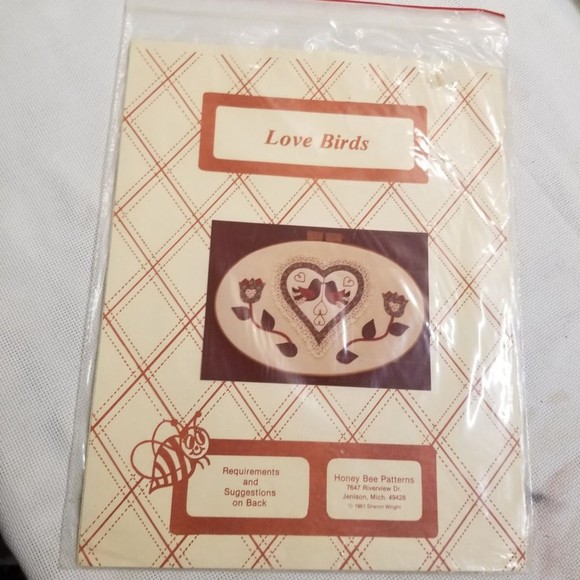 Love Birds
Requirements
and
Suggestions
on Back
Honey Bee Patterns
7647 Riverview Dr.
Jenison, Mich. 49428
© 1981 Sharon Wright